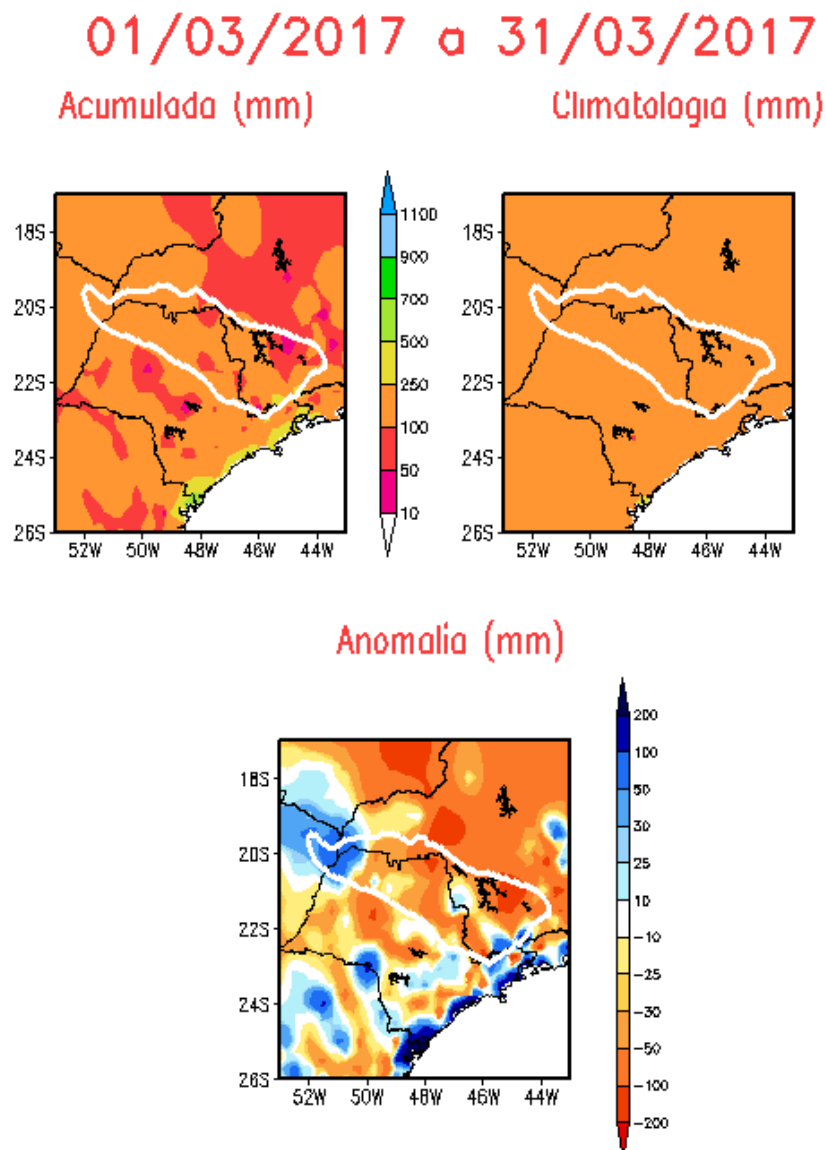 01/03/2017 a 31/03/2017
Acumulada (mm)
Climatologia (mm)
18S
20S
22S
24S
26S
52W 50W 48W 46W 44W
1100
900
700
500
250
100
50
10
18S
20S
22S
24S
26S
52W 50W 48W 46W 44W
Anomalia (mm)
18S
20S
22S
24S
26S
52W 50W 48W 46W 44W
200
100
50
30
25
10
-10
-25
-30
-50
-100
-200